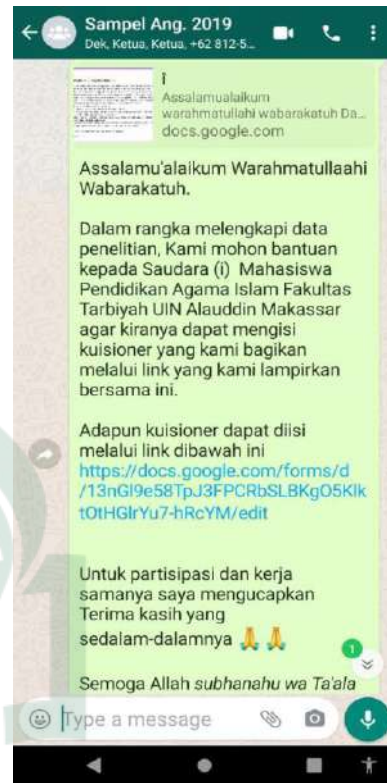 Sampel Ang. 2019
Dek, Ketua, Ketua, +62 812-5...
Assalamualaikum
warahmatullahi wabarakatuh Da...
docs.google.com
Assalamu'alaikum Warahmatullaahi
Wabarakatuh.
Dalam rangka melengkapi data
penelitian, Kami mohon bantuan
kepada Saudara (i) Mahasiswa
Pendidikan Agama Islam Fakultas
Tarbiyah UIN Alauddin Makassar
agar kiranya dapat mengisi
kuisioner yang kami bagikan
melalui link yang kami lampirkan
bersama ini.
Adapun kuisioner dapat diisi
melalui link dibawah ini
https://docs.google.com/forms/d
/13nGl9e58TpJ3FPCRbSLBKgO5Klk
tOtHGlrYu7-hRcYM/edit
Untuk partisipasi dan kerja
samanya saya mengucapkan
Terima kasih yang
sedalam-dalamnya 🙏 🙏
1
Semoga Allah subhanahu wa Ta'ala
Type a message